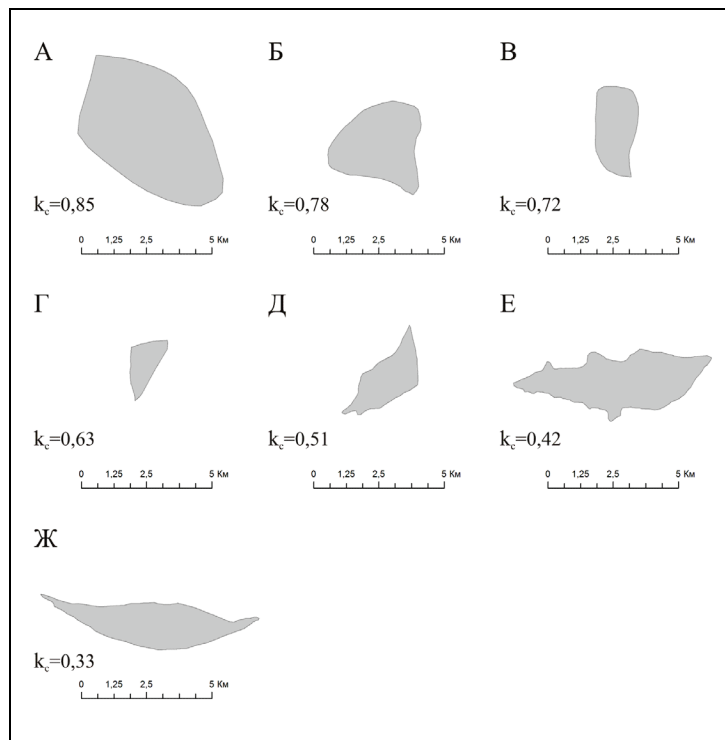 А Б В
kc=0,85 kc=0,78 kc=0,72
0 1,25 2,5 5 Км 0 1,25 2,5 5 Км 0 1,25 2,5 5 Км
Г Д Е
kc=0,63 kc=0,51 kc=0,42
0 1,25 2,5 5 Км 0 1,25 2,5 5 Км 0 1,25 2,5 5 Км
Ж
kc=0,33
0 1,25 2,5 5 Км